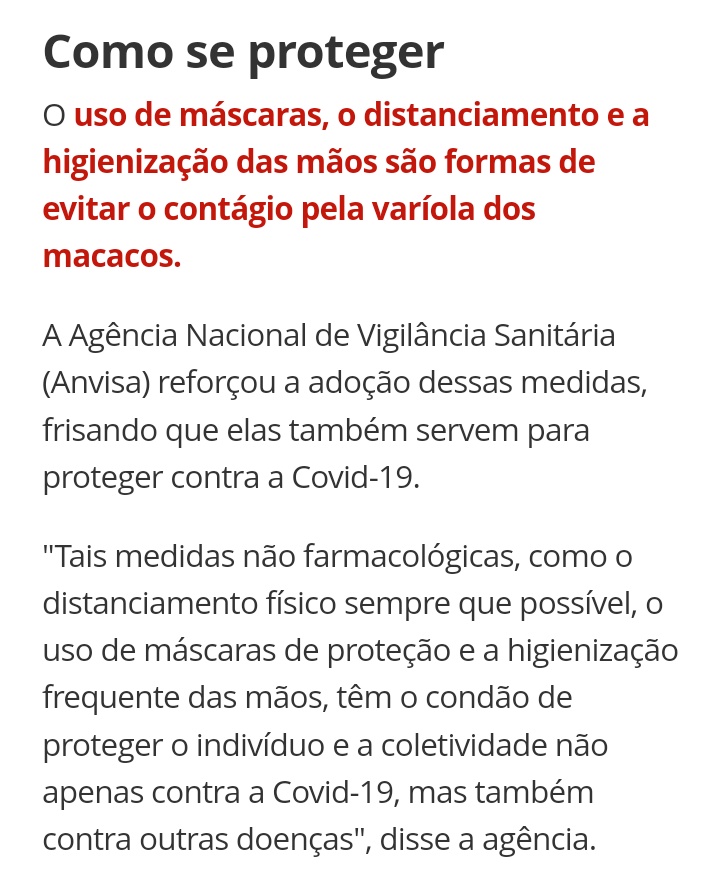 Como se proteger
O uso de máscaras, o distanciamento e a
higienização das mãos são formas de
evitar o contágio pela varíola dos
macacos.
A Agência Nacional de Vigilância Sanitária
(Anvisa) reforçou a adoção dessas medidas,
frisando que elas também servem para
proteger contra a Covid-19.
"Tais medidas não farmacológicas, como o
distanciamento físico sempre que possível, o
uso de máscaras de proteção e a higienização
frequente das mãos, têm o condão de
proteger o indivíduo e a coletividade não
apenas contra a Covid-19, mas também
contra outras doenças", disse a agência.